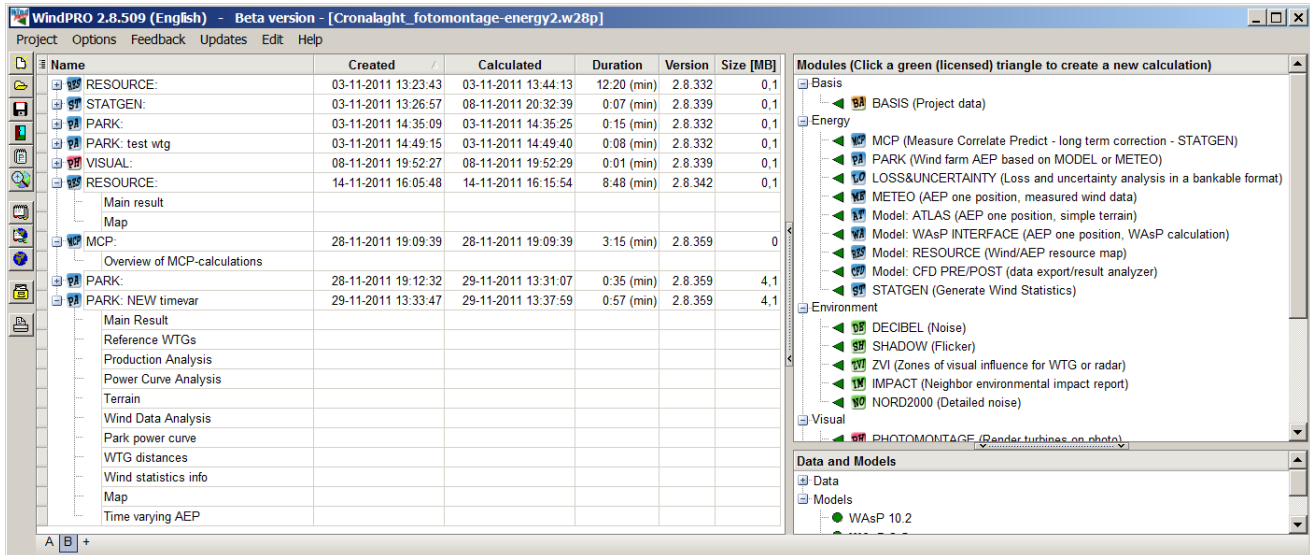 WindPRO 2.8.509 (English) - Beta version - [Cronalaght_fotomontage-energy2.w28p]
Project Options Feedback Updates Edit Help
Name Created Calculated Duration Version Size [MB]
RESOURCE: 03-11-2011 13:23:43 03-11-2011 13:44:13 12:20 (min) 2.8.332 0,1
STATGEN: 03-11-2011 13:26:57 08-11-2011 20:32:39 0:07 (min) 2.8.339 0,1
PARK: 03-11-2011 14:35:09 03-11-2011 14:35:25 0:15 (min) 2.8.332 0,1
PARK: test wtg 03-11-2011 14:49:15 03-11-2011 14:49:40 0:08 (min) 2.8.332 0,1
VISUAL: 08-11-2011 19:52:27 08-11-2011 19:52:29 0:01 (min) 2.8.339 0,1
RESOURCE: 14-11-2011 16:05:48 14-11-2011 16:15:54 8:48 (min) 2.8.342 0,1
Main result
Map
MCP: 28-11-2011 19:09:39 28-11-2011 19:09:39 3:15 (min) 2.8.359 0
Overview of MCP-calculations
PARK: 28-11-2011 19:12:32 29-11-2011 13:31:07 0:35 (min) 2.8.359 4,1
PARK: NEW timevar 29-11-2011 13:33:47 29-11-2011 13:37:59 0:57 (min) 2.8.359 4,1
Main Result
Reference WTGs
Production Analysis
Power Curve Analysis
Terrain
Wind Data Analysis
Park power curve
WTG distances
Wind statistics info
Map
Time varying AEP
A B +
Modules (Click a green (licensed) triangle to create a new calculation)
Basis
BASIS (Project data)
Energy
MCP (Measure Correlate Predict - long term correction - STATGEN)
PARK (Wind farm AEP based on MODEL or METEO)
LOSS&UNCERTAINTY (Loss and uncertainty analysis in a bankable format)
METEO (AEP one position, measured wind data)
Model: ATLAS (AEP one position, simple terrain)
Model: WAsP INTERFACE (AEP one position, WAsP calculation)
Model: RESOURCE (Wind/AEP resource map)
Model: CFD PRE/POST (data export/result analyzer)
STATGEN (Generate Wind Statistics)
Environment
DECIBEL (Noise)
SHADOW (Flicker)
ZVI (Zones of visual influence for WTG or radar)
IMPACT (Neighbor environmental impact report)
NORD2000 (Detailed noise)
Visual
PHOTOMONTAGE (Render turbines on photo)
Data and Models
Data
Models
WAsP 10.2